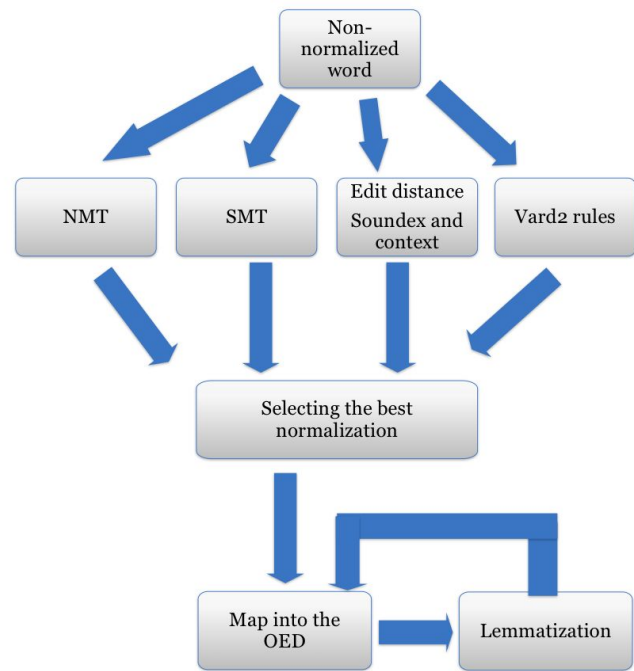 Non-
normalized
word
NMT
SMT
Edit distance
Soundex and
context
Vard2 rules
Selecting the best
normalization
Map into the
OED
Lemmatization